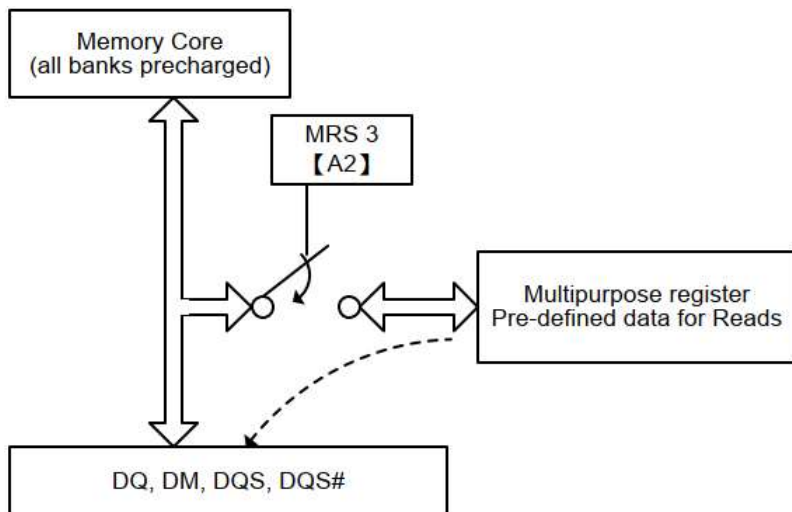 Memory Core
(all banks precharged)
MRS 3
【A2】
Multipurpose register
Pre-defined data for Reads
DQ, DM, DQS, DQS#